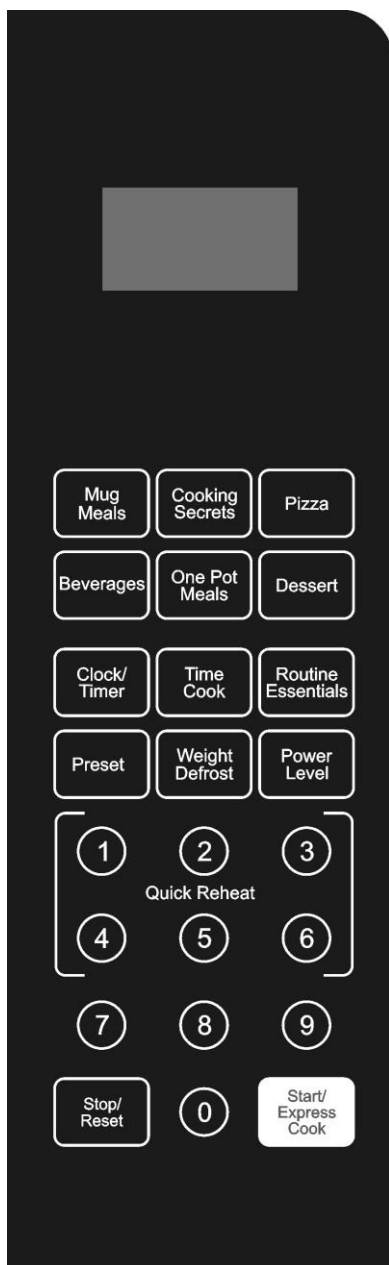 Mug
Meals
Cooking
Secrets
Pizza
Beverages
One Pot
Meals
Dessert
Clock/
Timer
Time
Cook
Routine
Essentials
Preset
Weight
Defrost
Power
Level
1
2
3
Quick Reheat
4
5
6
7
8
9
Stop/
Reset
0
Start/
Express
Cook